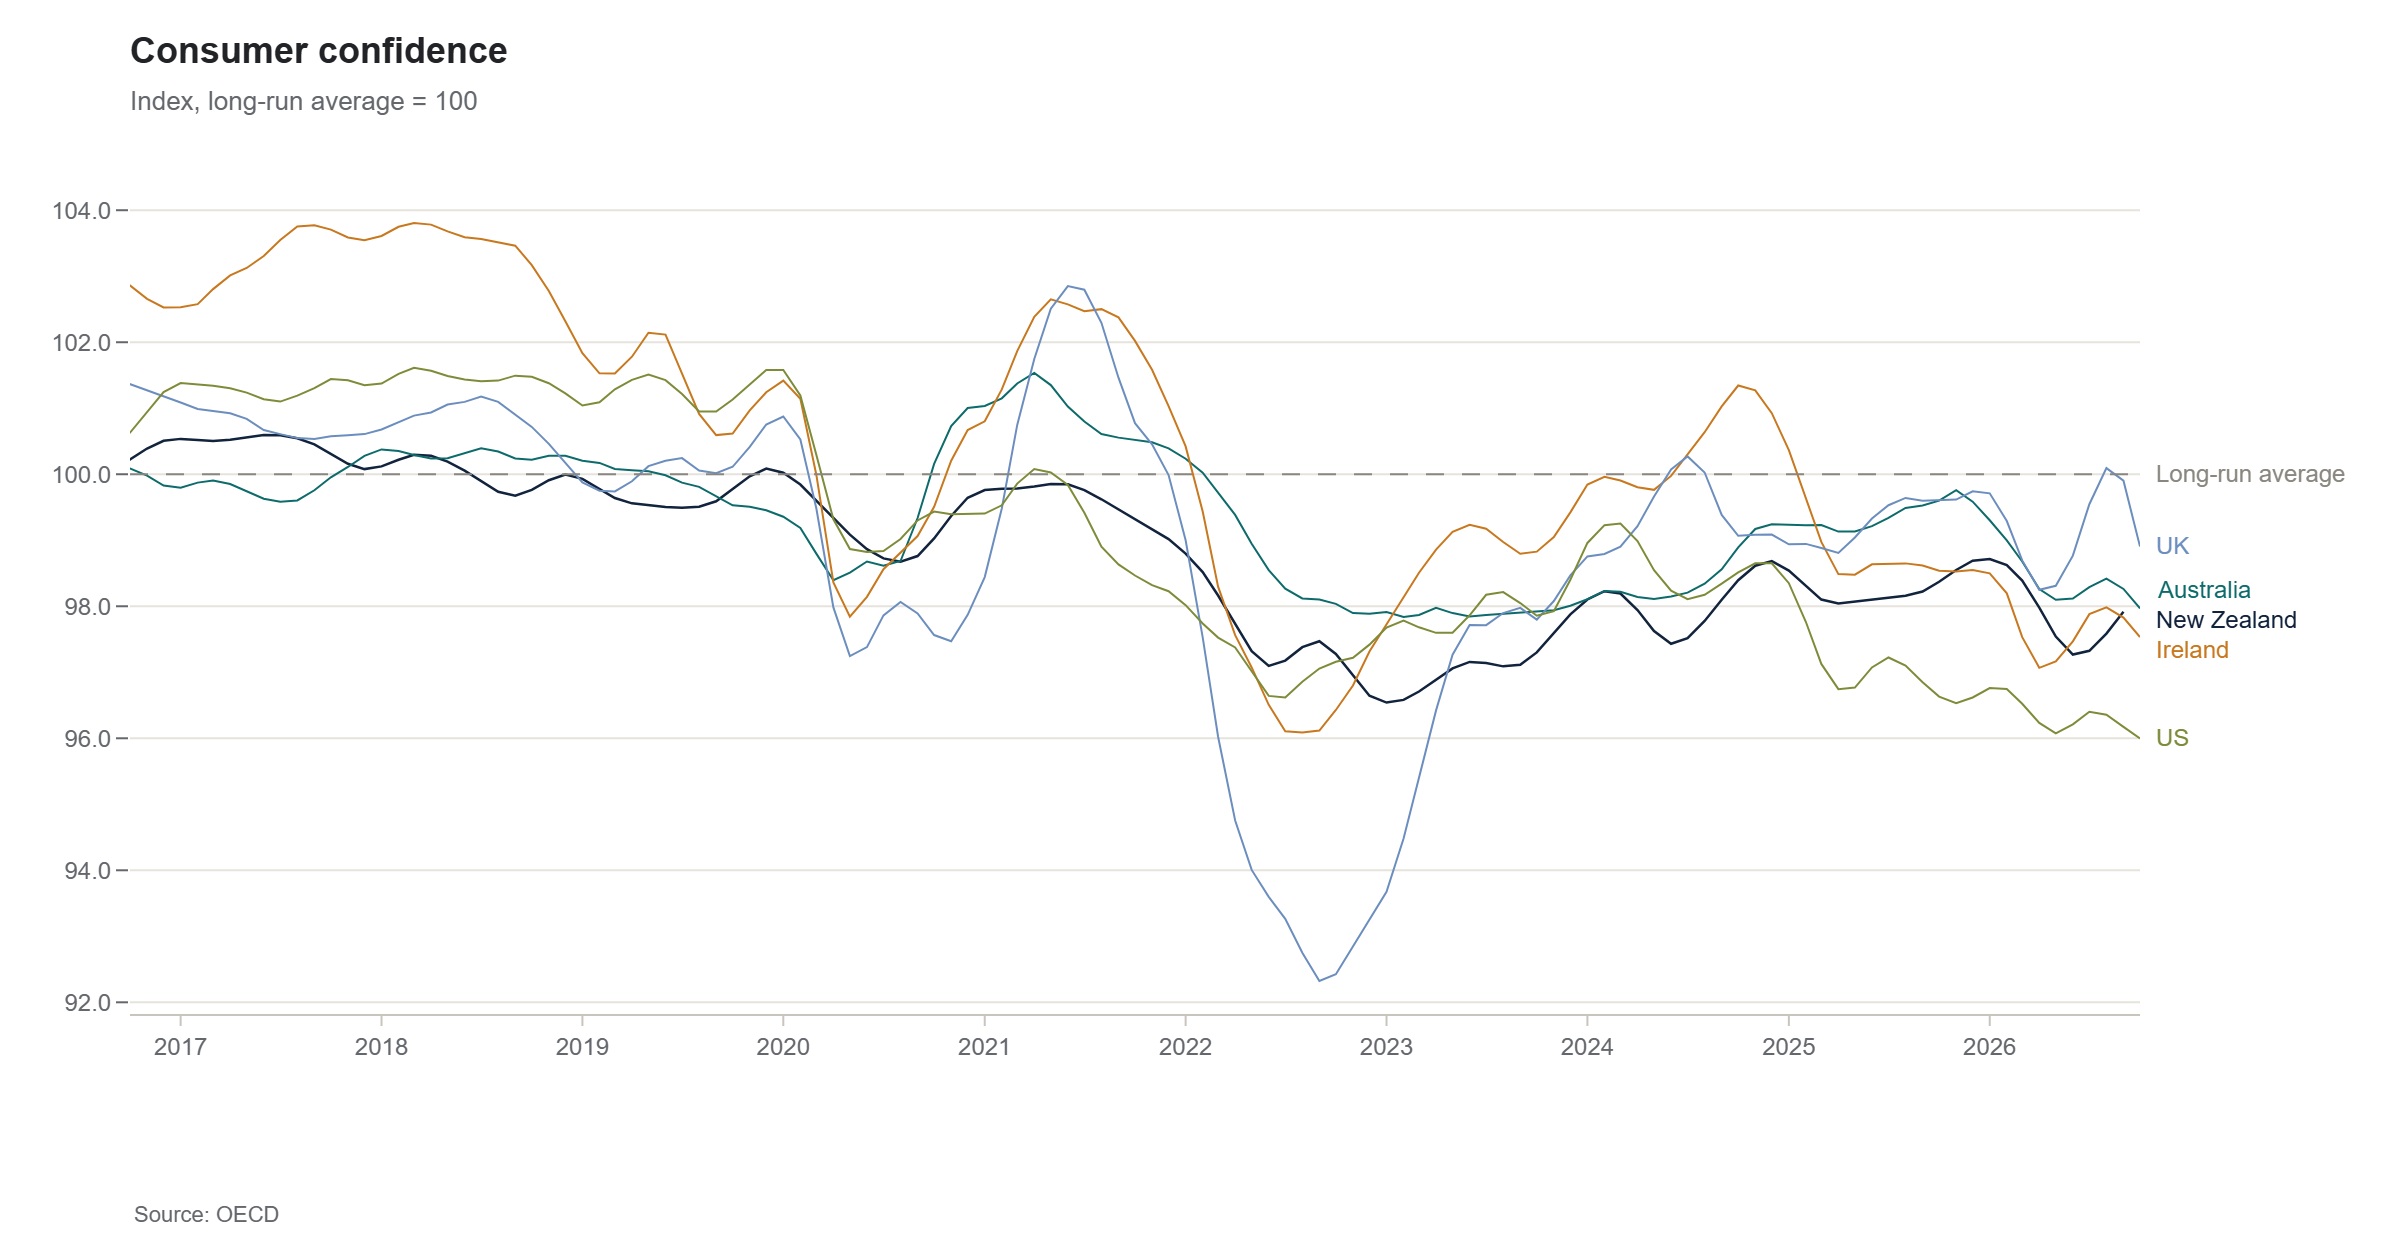 Consumer confidence
Index, long-run average = 100
104.0
102.0
100.0
98.0
96.0
94.0
92.0
Long-run average
UK
Australia
New Zealand
Ireland
US
2017 2018 2019 2020 2021 2022 2023 2024 2025 2026
Source: OECD